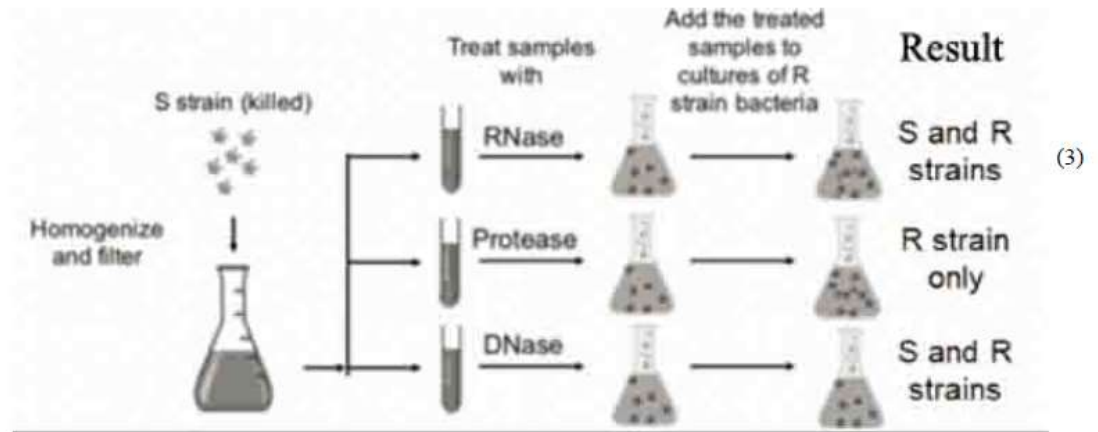 Treat samples
with
Add the treated
samples to
cultures of R
strain bacteria
Result
S strain (killed)
Homogenize
and filter
RNase
S and R
strains
(3)
Protease
R strain
only
DNase
S and R
strains